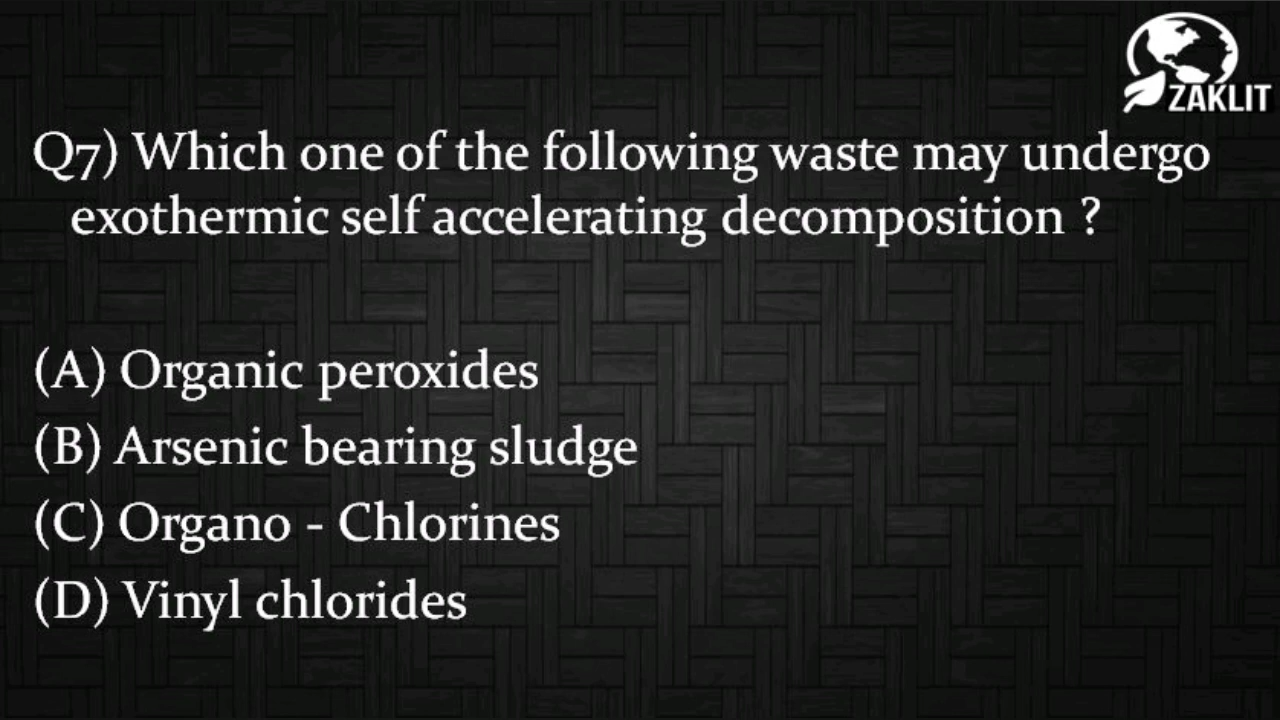 ZAKLIT
Q7) Which one of the following waste may undergo
exothermic self accelerating decomposition ?
(A) Organic peroxides
(B) Arsenic bearing sludge
(C) Organo - Chlorines
(D) Vinyl chlorides